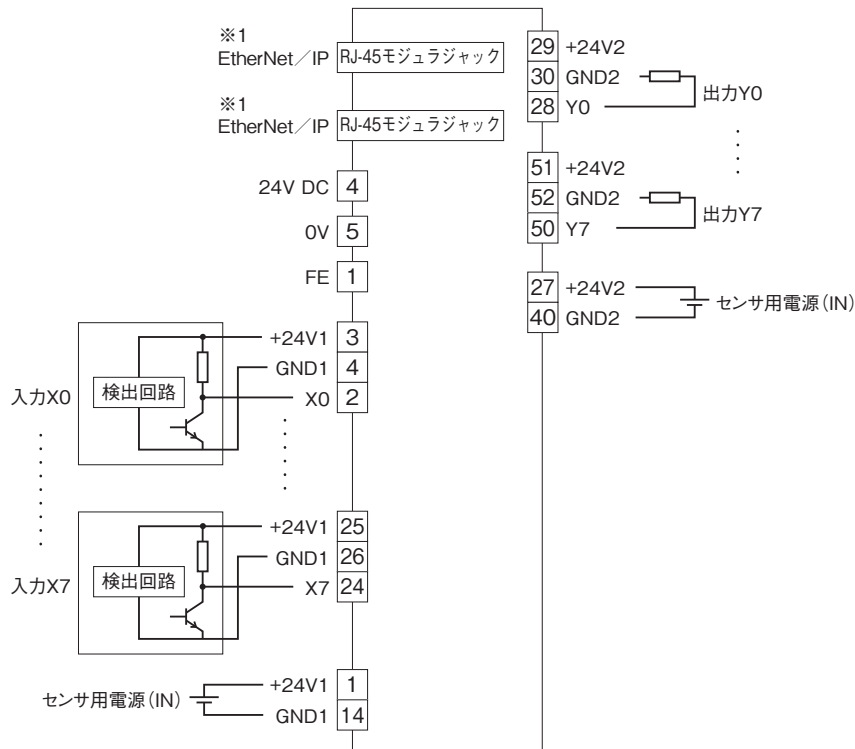 ※1
EtherNet／IP RJ-45モジュラジャック
※1
EtherNet／IP RJ-45モジュラジャック
24V DC 4
0V 5
FE 1
+24V1 3
GND1 4
X0 2
入力X0
検出回路
+24V1 25
GND1 26
X7 24
入力X7
検出回路
+24V1 1
GND1 14
センサ用電源（IN）
29 +24V2
30 GND2
28 Y0
出力Y0
51 +24V2
52 GND2
50 Y7
出力Y7
27 +24V2
40 GND2
センサ用電源（IN）